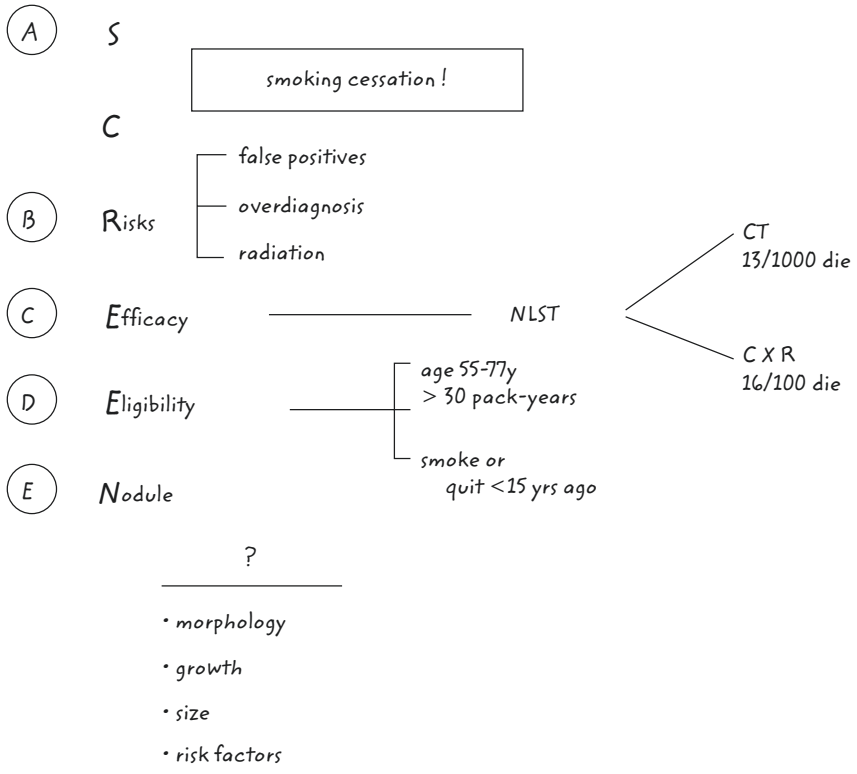 A S
smoking cessation !
C
false positives
B Risks
overdiagnosis
radiation
CT
13/1000 die
C Efficacy NLST
C X R
16/100 die
D Eligibility
age 55-77y
> 30 pack-years
smoke or
quit <15 yrs ago
E Nodule
?
• morphology
• growth
• size
• risk factors